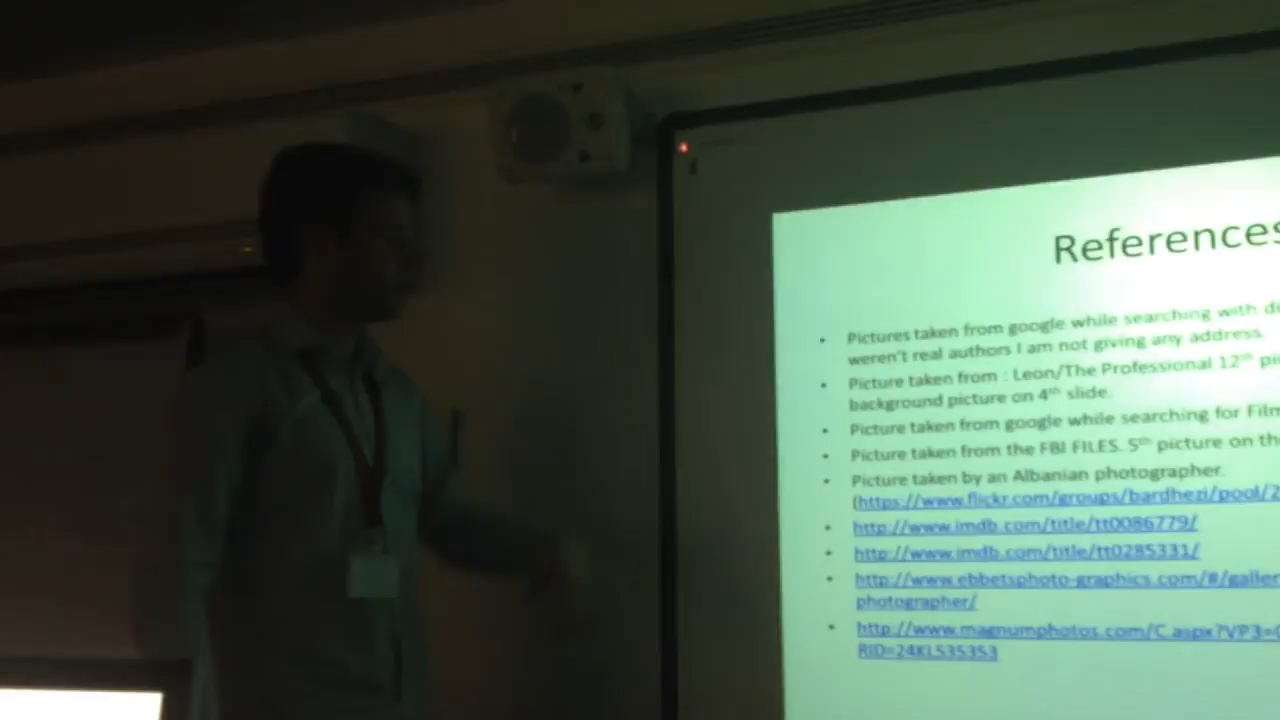 References
Pictures taken from google while searching with
weren't real authors I am not giving any address.
Picture taken from : Leon/The Professional 12th
background picture on 4th slide.
Picture taken from google while searching for Film
Picture taken from the FBI FILES. 5th picture on the
Picture taken by an Albanian photographer.
(https://www.flickr.com/groups/bardhezi/pool/2
http://www.imdb.com/title/tt0086779/
http://www.imdb.com/title/tt0285331/
http://www.ebbetsphoto-graphics.com/#/galler
photographer/
http://www.magnumphotos.com/C.aspx?VP3=
RID=24KL535353